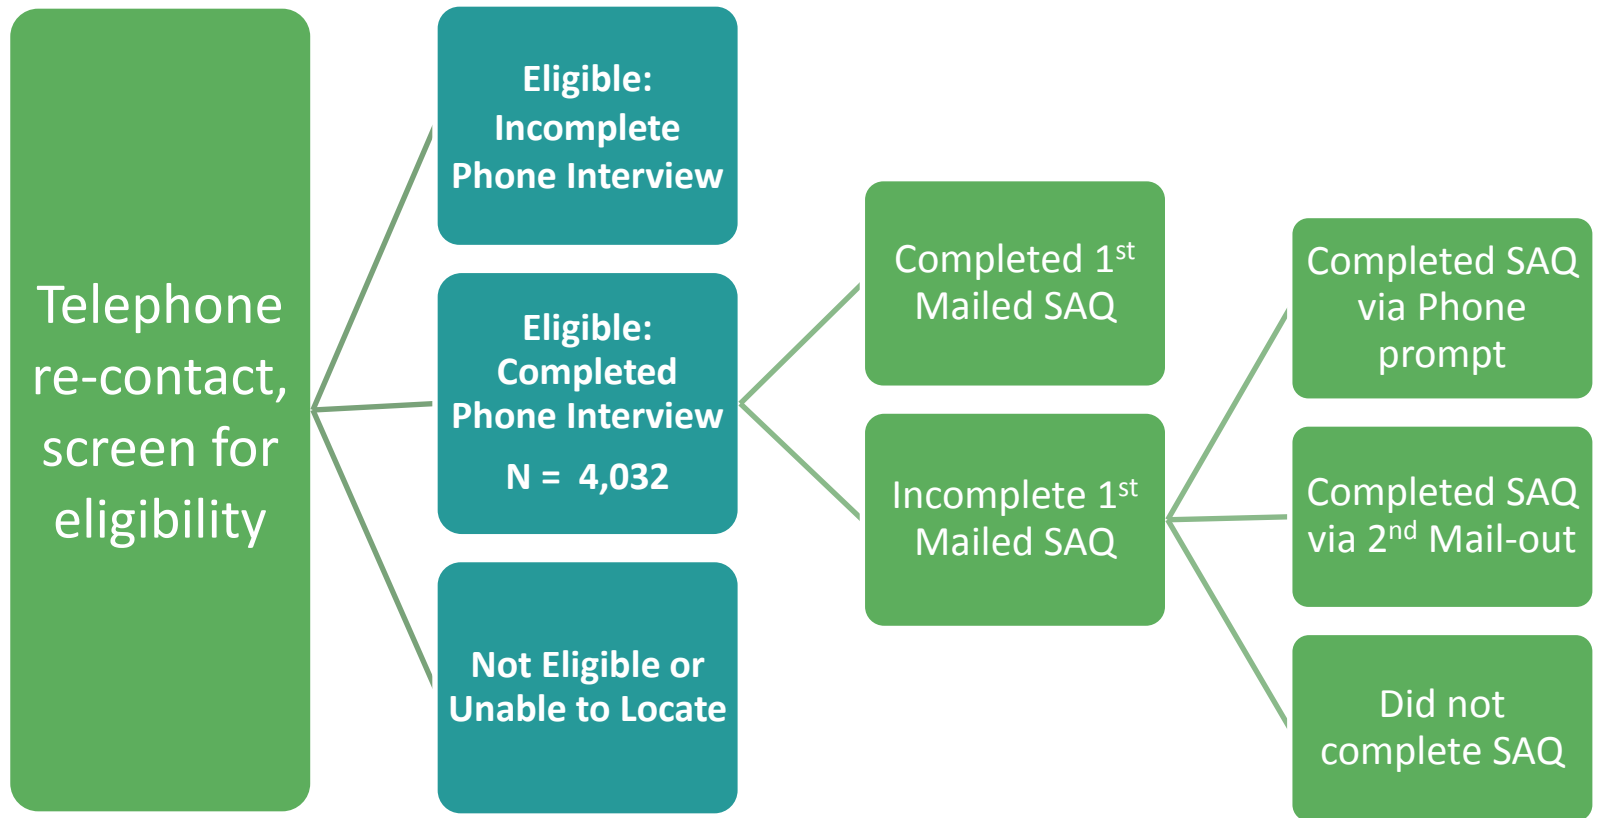 Telephone
re-contact,
screen for
eligibility
Eligible:
Incomplete
Phone Interview
Eligible:
Completed
Phone Interview
N = 4,032
Not Eligible or
Unable to Locate
Completed 1st
Mailed SAQ
Incomplete 1st
Mailed SAQ
Completed SAQ
via Phone
prompt
Completed SAQ
via 2nd Mail-out
Did not
complete SAQ